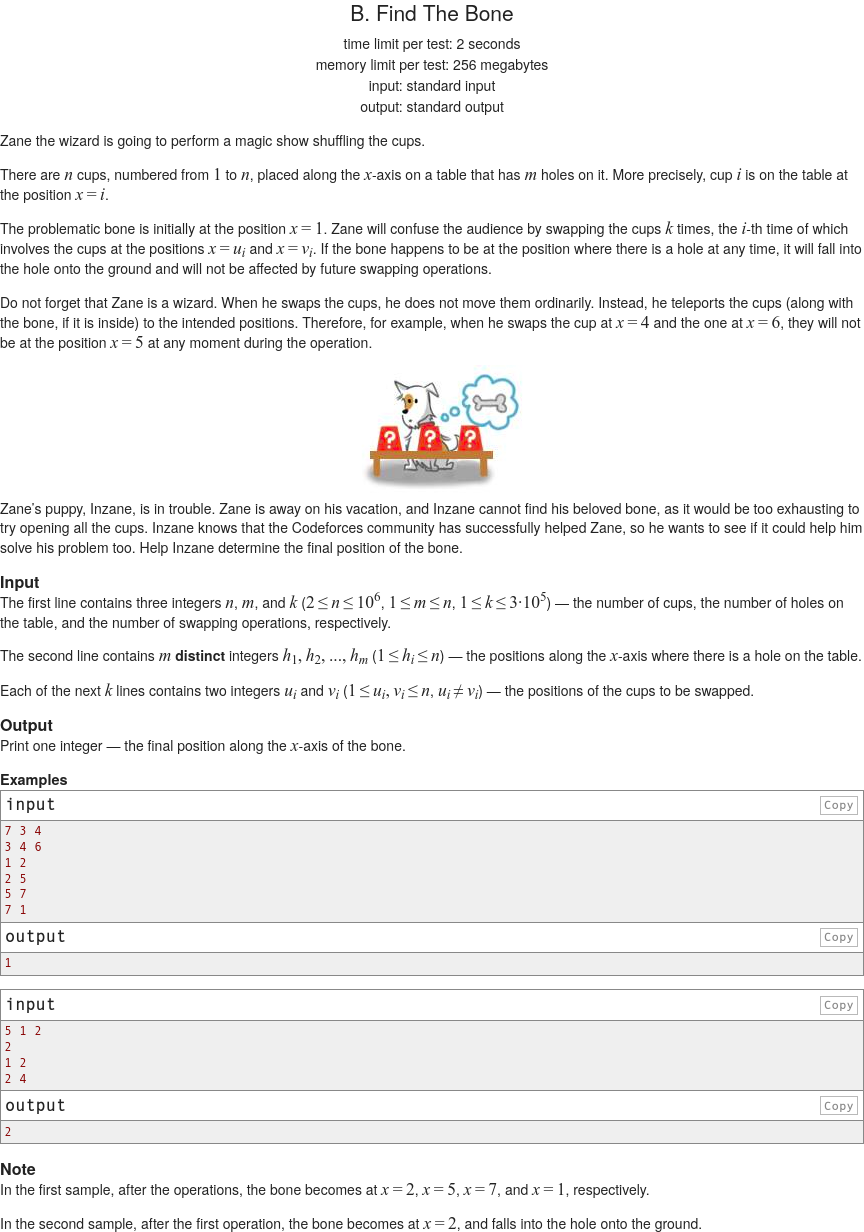 B. Find The Bone
time limit per test: 2 seconds
memory limit per test: 256 megabytes
input: standard input
output: standard output
Zane the wizard is going to perform a magic show shuffling the cups.
There are n cups, numbered from 1 to n, placed along the x-axis on a table that has m holes on it. More precisely, cup i is on the table at
the position x = i.
The problematic bone is initially at the position x = 1. Zane will confuse the audience by swapping the cups k times, the i-th time of which
involves the cups at the positions x = u_i and x = v_i. If the bone happens to be at the position where there is a hole at any time, it will fall into
the hole onto the ground and will not be affected by future swapping operations.
Do not forget that Zane is a wizard. When he swaps the cups, he does not move them ordinarily. Instead, he teleports the cups (along with
the bone, if it is inside) to the intended positions. Therefore, for example, when he swaps the cup at x = 4 and the one at x = 6, they will not
be at the position x = 5 at any moment during the operation.
? ? ?
Zane's puppy, Inzane, is in trouble. Zane is away on his vacation, and Inzane cannot find his beloved bone, as it would be too exhausting to
try opening all the cups. Inzane knows that the Codeforces community has successfully helped Zane, so he wants to see if it could help him
solve his problem too. Help Inzane determine the final position of the bone.
Input
The first line contains three integers n, m, and k (2 ≤ n ≤ 10^6, 1 ≤ m ≤ n, 1 ≤ k ≤ 3·10^5) — the number of cups, the number of holes on
the table, and the number of swapping operations, respectively.
The second line contains m distinct integers h_1, h_2, ..., h_m (1 ≤ h_i ≤ n) — the positions along the x-axis where there is a hole on the table.
Each of the next k lines contains two integers u_i and v_i (1 ≤ u_i, v_i ≤ n, u_i ≠ v_i) — the positions of the cups to be swapped.
Output
Print one integer — the final position along the x-axis of the bone.
Examples
input Copy
7 3 4
3 4 6
1 2
2 5
5 7
7 1
output Copy
1
input Copy
5 1 2
2
1 2
2 4
output Copy
2
Note
In the first sample, after the operations, the bone becomes at x = 2, x = 5, x = 7, and x = 1, respectively.
In the second sample, after the first operation, the bone becomes at x = 2, and falls into the hole onto the ground.